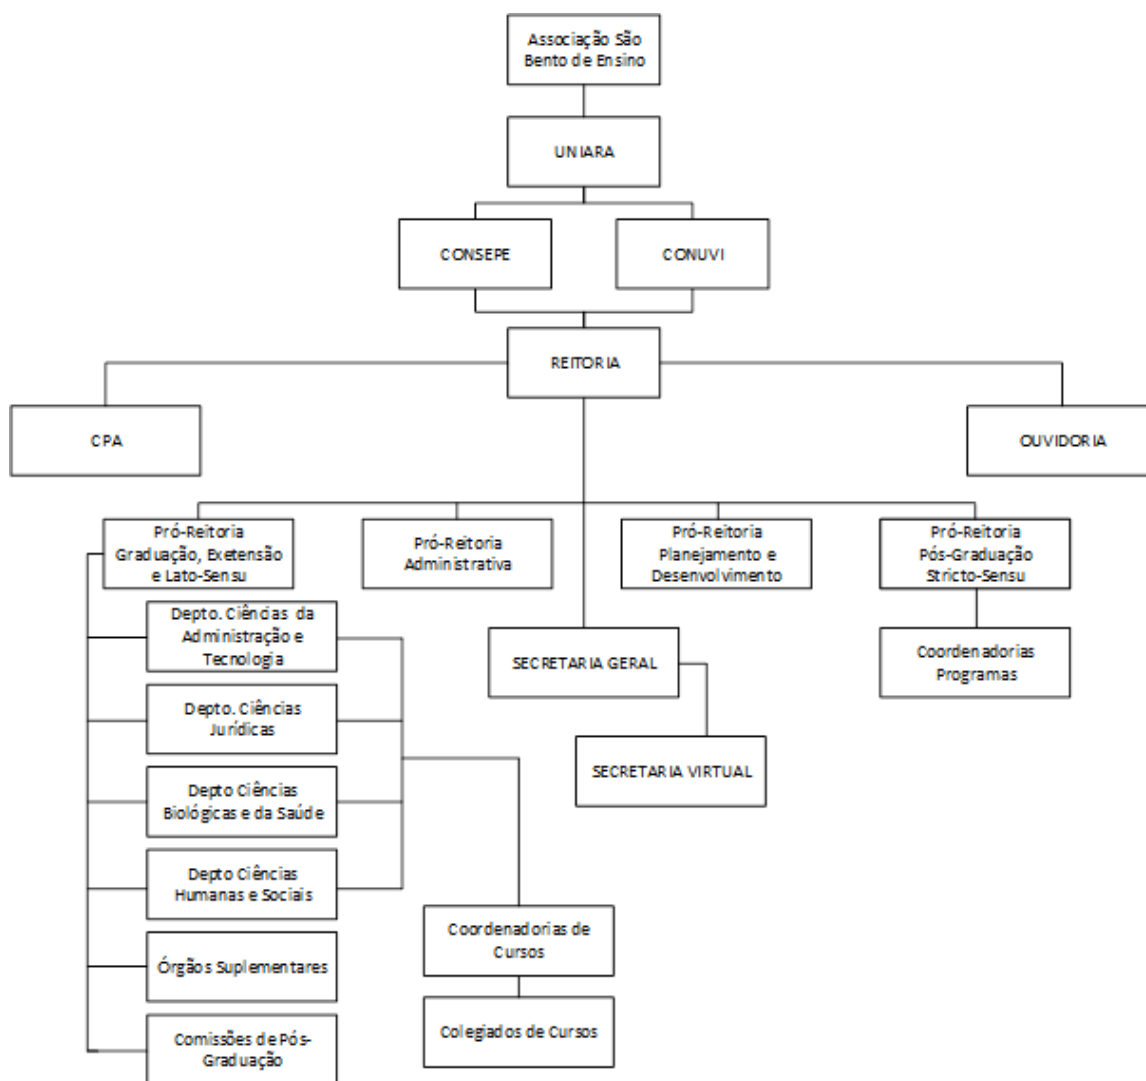 Associação São
Bento de Ensino
UNIARA
CONSEPE
CONUVI
REITORIA
CPA
OUVIDORIA
Pró-Reitoria
Graduação, Exetensão
e Lato-Sensu
Pró-Reitoria
Administrativa
Pró-Reitoria
Planejamento e
Desenvolvimento
Pró-Reitoria
Pós-Graduação
Stricto-Sensu
Depto. Ciências da
Administração e
Tecnologia
SECRETARIA GERAL
Coordenadorias
Programas
Depto. Ciências
Jurídicas
SECRETARIA VIRTUAL
Depto Ciências
Biológicas e da Saúde
Depto Ciências
Humanas e Sociais
Coordenadorias de
Cursos
Órgãos Suplementares
Colegiados de Cursos
Comissões de Pós-
Graduação